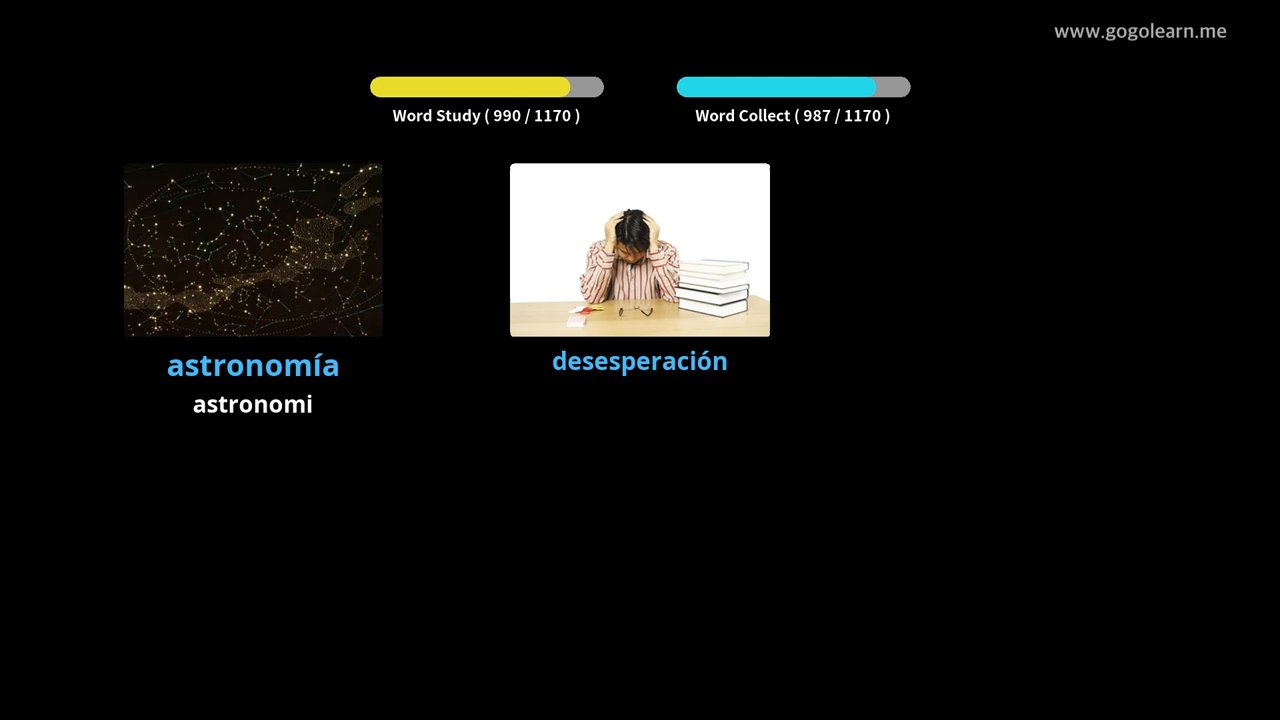 www.gogolearn.me
Word Study ( 990 / 1170 )
Word Collect ( 987 / 1170 )
astronomía
astronomi
desesperación